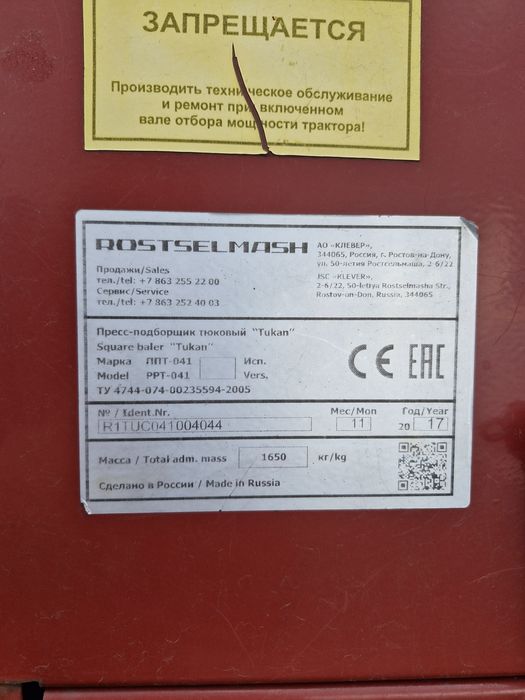 ЗАПРЕЩАЕТСЯ
Производить техническое обслуживание
и ремонт при включенном
вале отбора мощности трактора!
ROSTSELMASH
АО «КЛЕВЕР»,
344065, Россия, г. Ростов-на-Дону,
ул. 50-летия Ростсельмаша, 2-6/22
JSC «KLEVER»,
2-6/22, 50-letiya Rostselmasha Str.,
Rostov-on-Don, Russia, 344065
Продажи/Sales
тел./tel: +7 863 255 22 00
Сервис/Service
тел./tel: +7 863 252 40 03
Пресс-подборщик тюковый "Tukan"
Square baler "Tukan"
Марка ППТ-041 Исп.
Model PPT-041 Vers.
ТУ 4744-074-00235594-2005
CE EAC
№ / Ident.Nr. Мес/Mon Год/Year
R1TUC041004044 11 20 17
Масса / Total adm. mass 1650 кг/kg
Сделано в России / Made in Russia